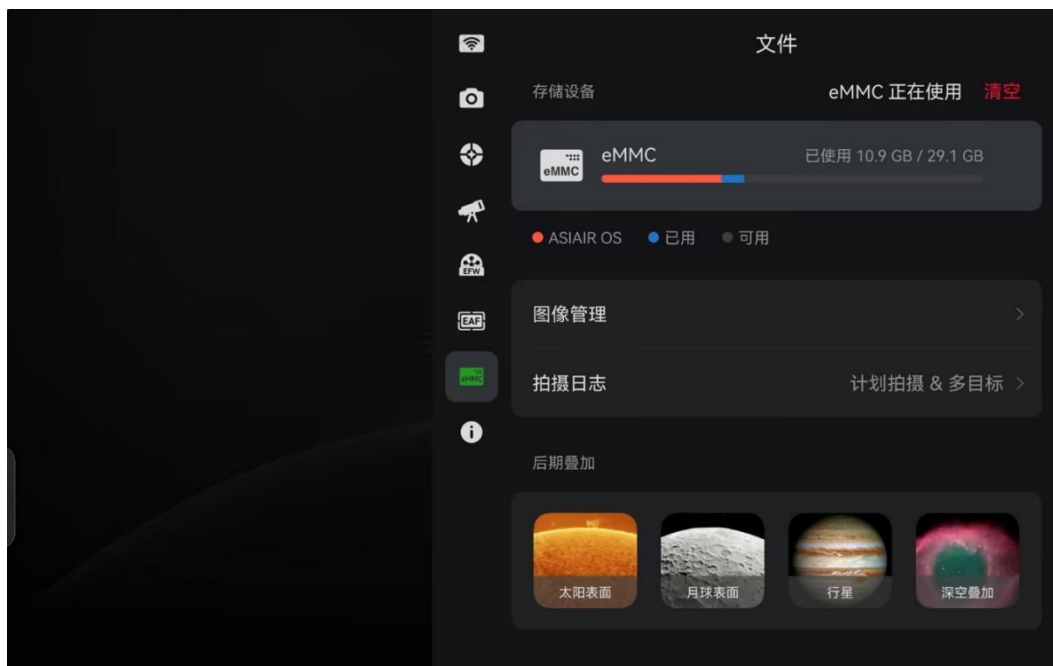 文件
存储设备
eMMC 正在使用 清空
eMMC
eMMC
已使用 10.9 GB / 29.1 GB
ASIAIR OS 已用 可用
EFW
EAF
eMMC
图像管理
拍摄日志
计划拍摄 & 多目标
后期叠加
太阳表面
月球表面
行星
深空叠加